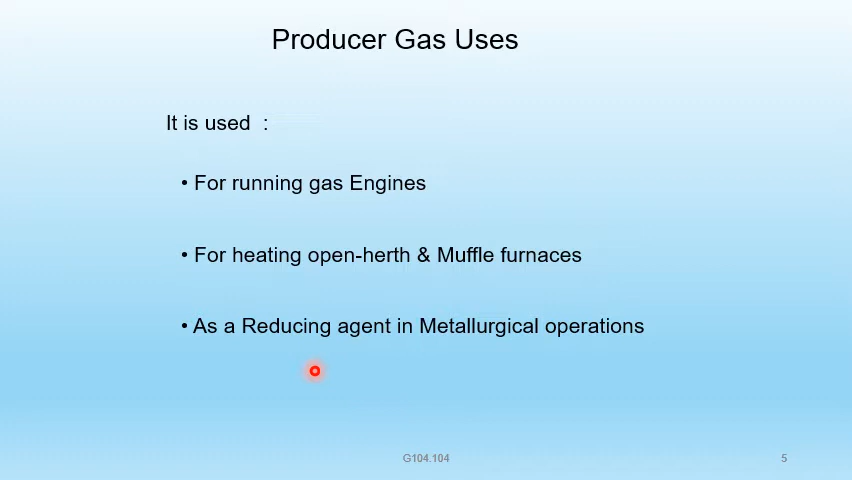 Producer Gas Uses
It is used :
• For running gas Engines
• For heating open-herth & Muffle furnaces
• As a Reducing agent in Metallurgical operations
G104.104
5